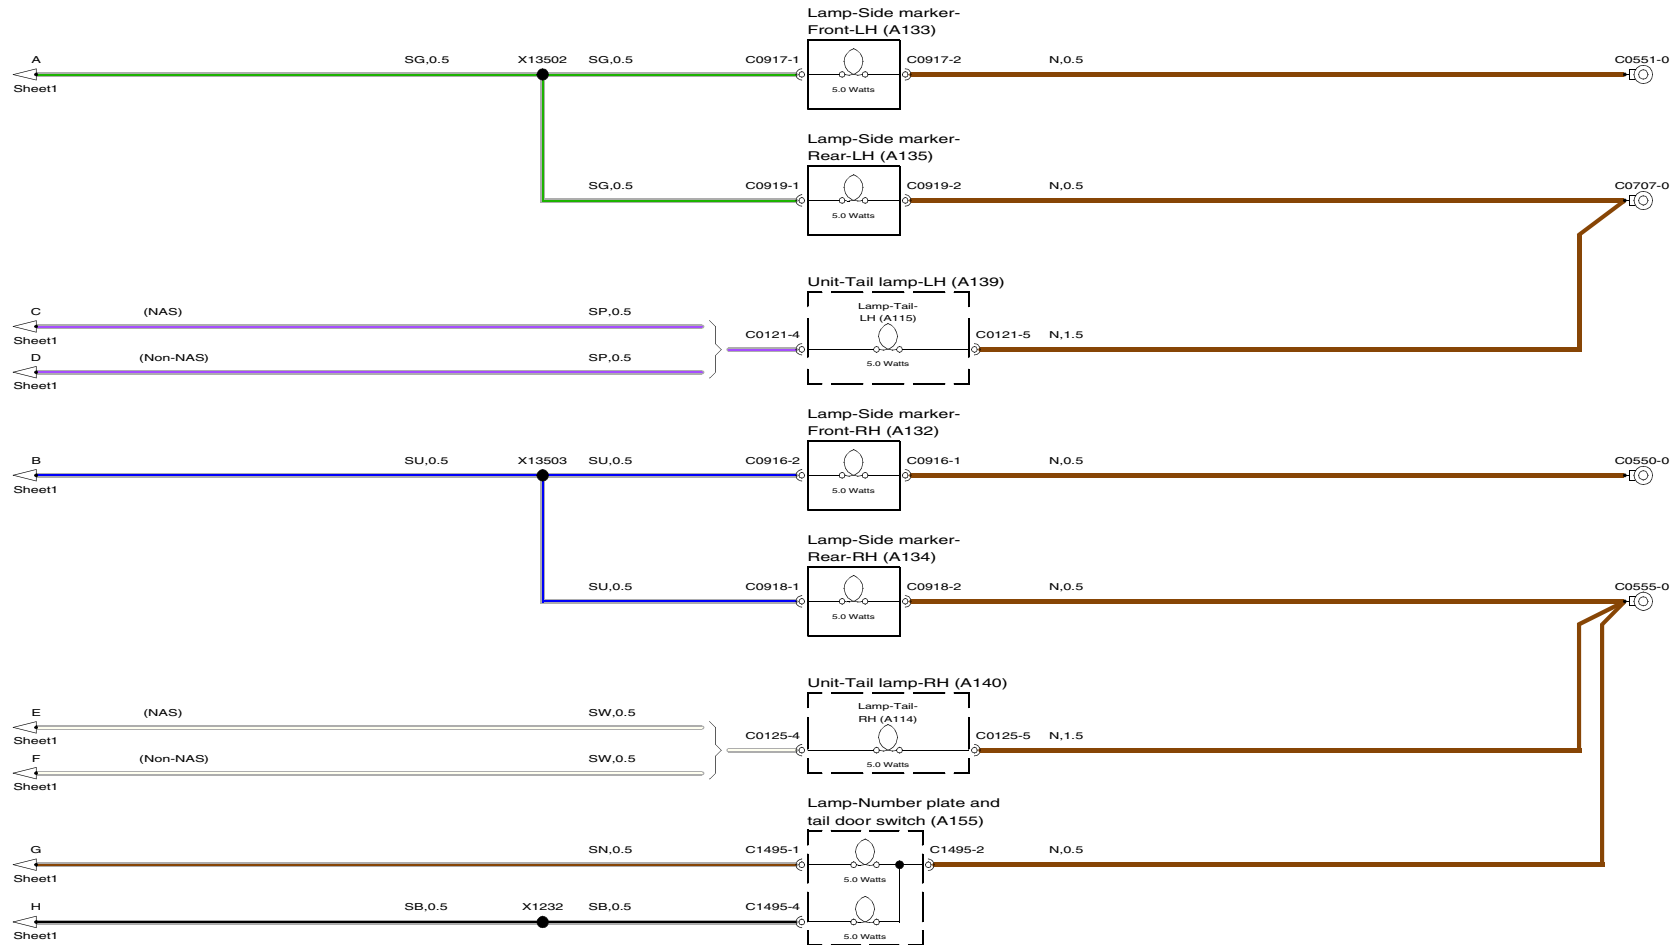 Lamp-Side marker-
Front-LH (A133)
A SG,0.5 X13502 SG,0.5 C0917-1 C0917-2 N,0.5 C0551-0
Sheet1 5.0 Watts
Lamp-Side marker-
Rear-LH (A135)
SG,0.5 C0919-1 C0919-2 N,0.5 C0707-0
5.0 Watts
Unit-Tail lamp-LH (A139)
Lamp-Tail-
LH (A115)
C (NAS) SP,0.5
Sheet1
C0121-4 C0121-5 N,1.5
D (Non-NAS) SP,0.5
5.0 Watts
Sheet1
Lamp-Side marker-
Front-RH (A132)
B SU,0.5 X13503 SU,0.5 C0916-2 C0916-1 N,0.5 C0550-0
Sheet1 5.0 Watts
Lamp-Side marker-
Rear-RH (A134)
SU,0.5 C0918-1 C0918-2 N,0.5 C0555-0
5.0 Watts
Unit-Tail lamp-RH (A140)
Lamp-Tail-
RH (A114)
E (NAS) SW,0.5
Sheet1
C0125-4 C0125-5 N,1.5
F (Non-NAS) SW,0.5
5.0 Watts
Sheet1
Lamp-Number plate and
tail door switch (A155)
G SN,0.5 C1495-1 C1495-2 N,0.5
Sheet1 5.0 Watts
H SB,0.5 X1232 SB,0.5 C1495-4
Sheet1 5.0 Watts